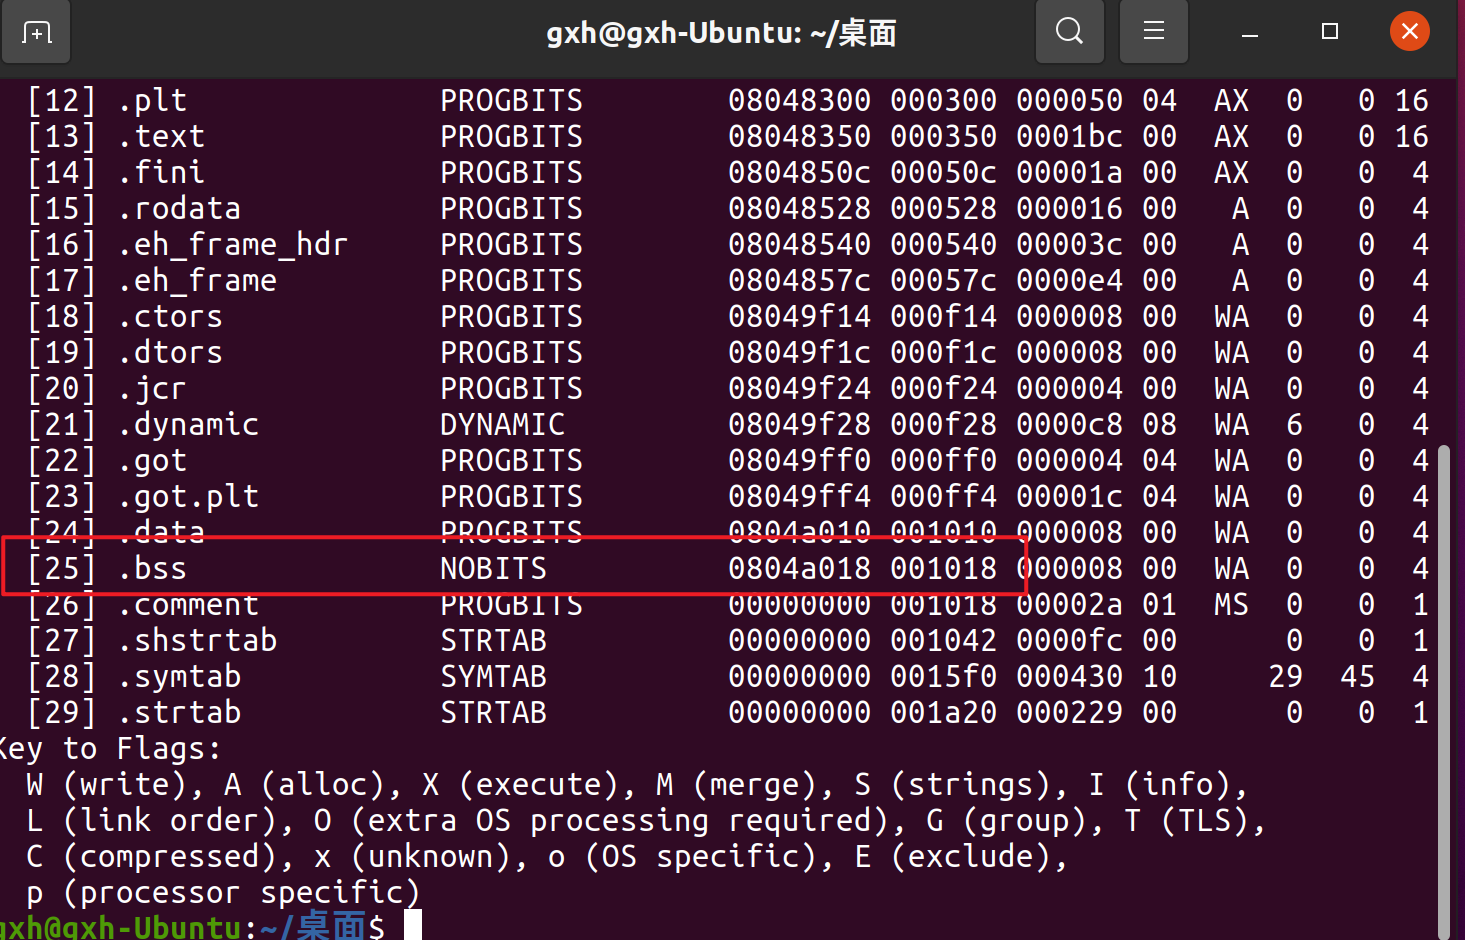 gxh@gxh-Ubuntu: ~/桌面
[12] .plt PROGBITS 08048300 000300 000050 04 AX 0 0 16
[13] .text PROGBITS 08048350 000350 0001bc 00 AX 0 0 16
[14] .fini PROGBITS 0804850c 00050c 00001a 00 AX 0 0 4
[15] .rodata PROGBITS 08048528 000528 000016 00 A 0 0 4
[16] .eh_frame_hdr PROGBITS 08048540 000540 00003c 00 A 0 0 4
[17] .eh_frame PROGBITS 0804857c 00057c 0000e4 00 A 0 0 4
[18] .ctors PROGBITS 08049f14 000f14 000008 00 WA 0 0 4
[19] .dtors PROGBITS 08049f1c 000f1c 000008 00 WA 0 0 4
[20] .jcr PROGBITS 08049f24 000f24 000004 00 WA 0 0 4
[21] .dynamic DYNAMIC 08049f28 000f28 0000c8 08 WA 6 0 4
[22] .got PROGBITS 08049ff0 000ff0 000004 04 WA 0 0 4
[23] .got.plt PROGBITS 08049ff4 000ff4 00001c 04 WA 0 0 4
[24] .data PROGBITS 0804a010 001010 000008 00 WA 0 0 4
[25] .bss NOBITS 0804a018 001018 000008 00 WA 0 0 4
[26] .comment PROGBITS 00000000 001018 00002a 01 MS 0 0 1
[27] .shstrtab STRTAB 00000000 001042 0000fc 00 0 0 1
[28] .symtab SYMTAB 00000000 0015f0 000430 10 29 45 4
[29] .strtab STRTAB 00000000 001a20 000229 00 0 0 1
Key to Flags:
W (write), A (alloc), X (execute), M (merge), S (strings), I (info),
L (link order), O (extra OS processing required), G (group), T (TLS),
C (compressed), x (unknown), o (OS specific), E (exclude),
p (processor specific)
gxh@gxh-Ubuntu:~/桌面$